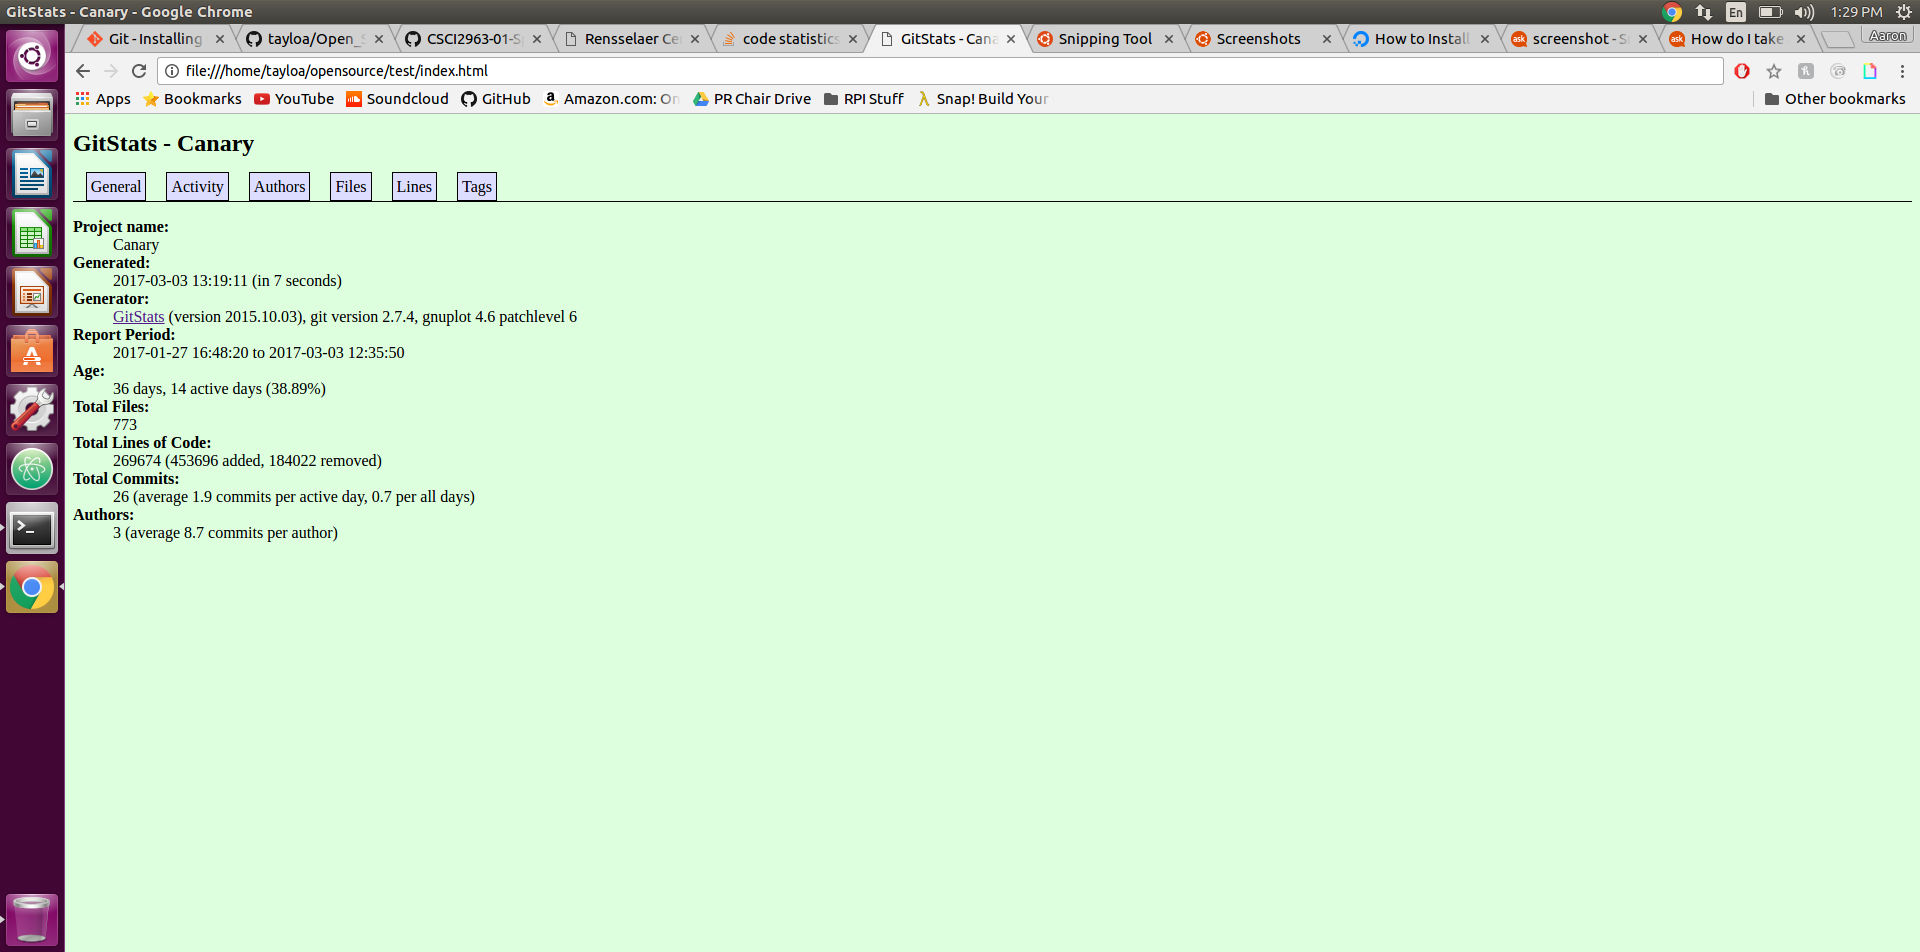 GitStats - Canary - Google Chrome
En
1:29 PM
Git - Installing
tayloa/Open_S
CSCI2963-01-Sp
Rensselaer Cen
code statistics
GitStats - Cana
Snipping Tool
Screenshots
How to Install
screenshot - S
How do I take
Aaron
file:///home/tayloa/opensource/test/index.html
Apps
Bookmarks
YouTube
Soundcloud
GitHub
Amazon.com: On
PR Chair Drive
RPI Stuff
Snap! Build Your
Other bookmarks
GitStats - Canary
General
Activity
Authors
Files
Lines
Tags
Project name:
Canary
Generated:
2017-03-03 13:19:11 (in 7 seconds)
Generator:
GitStats (version 2015.10.03), git version 2.7.4, gnuplot 4.6 patchlevel 6
Report Period:
2017-01-27 16:48:20 to 2017-03-03 12:35:50
Age:
36 days, 14 active days (38.89%)
Total Files:
773
Total Lines of Code:
269674 (453696 added, 184022 removed)
Total Commits:
26 (average 1.9 commits per active day, 0.7 per all days)
Authors:
3 (average 8.7 commits per author)